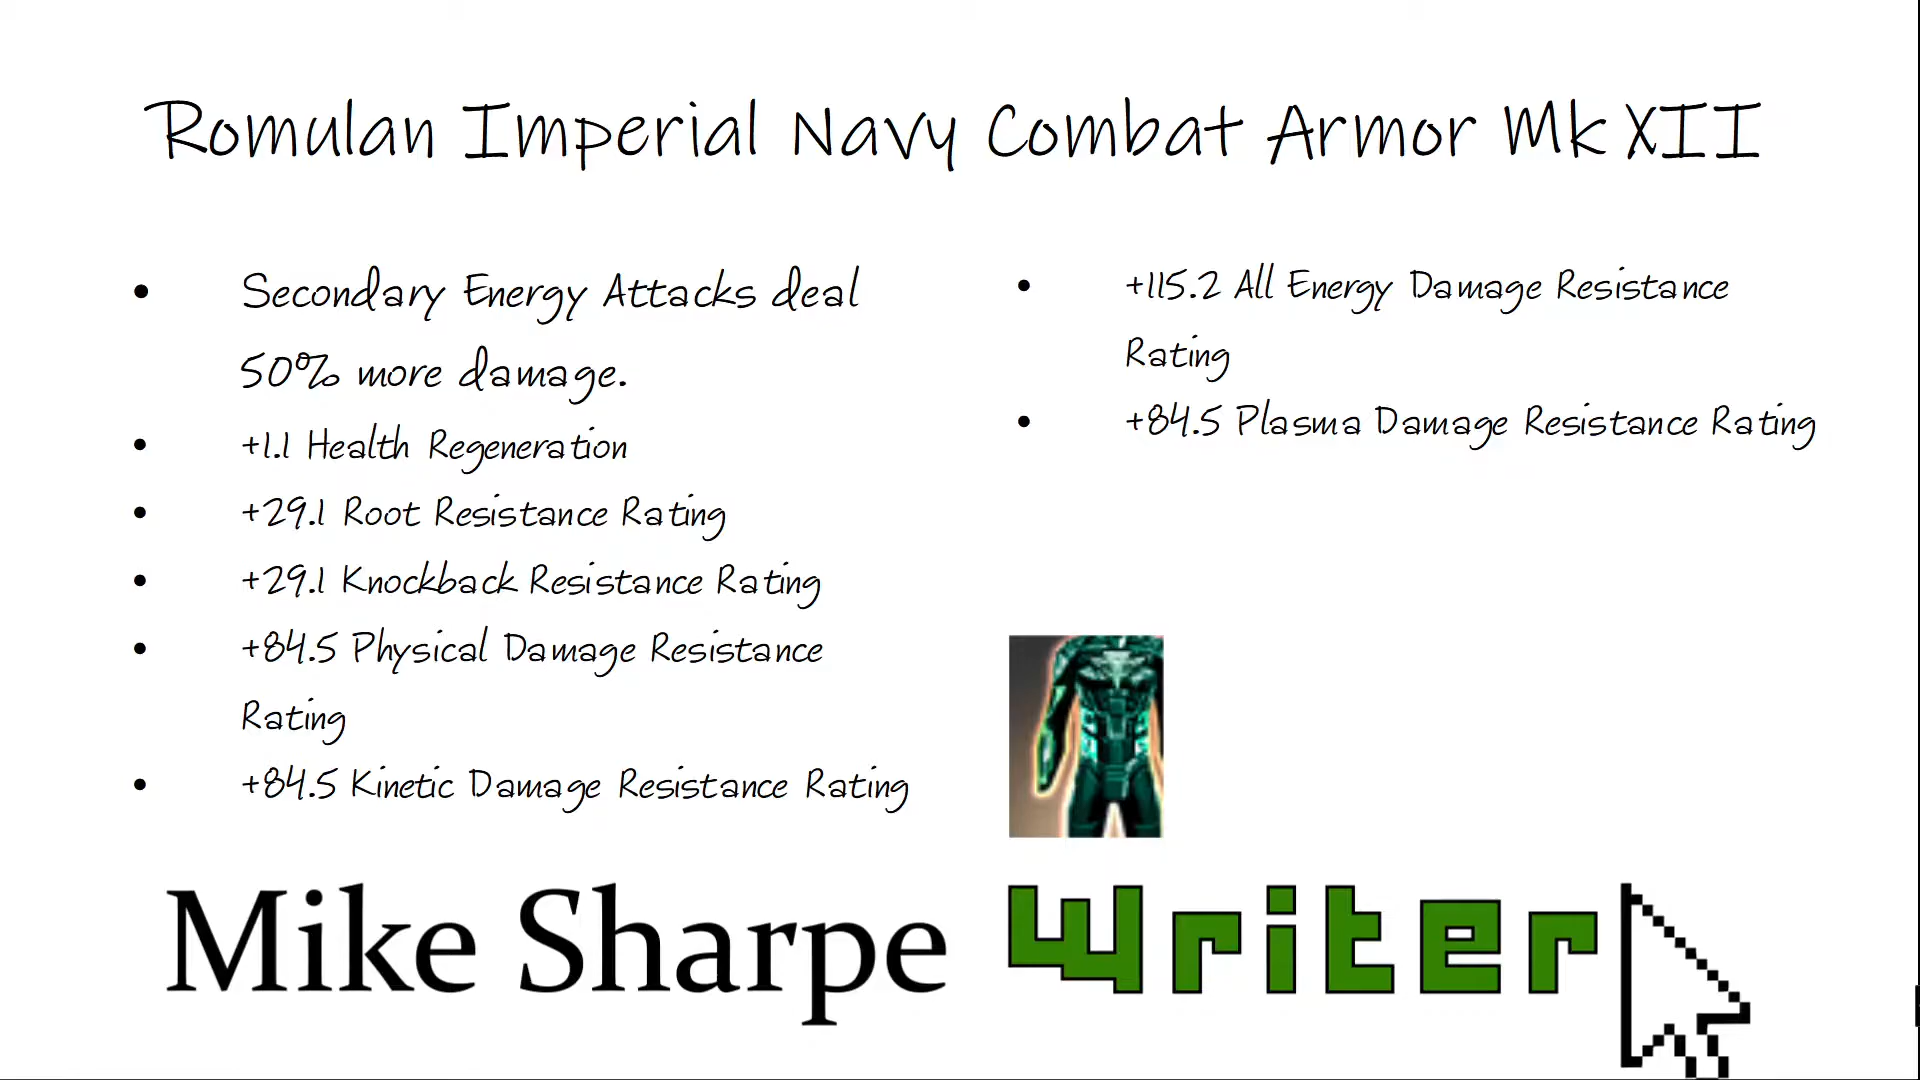 Romulan Imperial Navy Combat Armor Mk XII
• Secondary Energy Attacks deal
50% more damage.
• +1.1 Health Regeneration
• +29.1 Root Resistance Rating
• +29.1 Knockback Resistance Rating
• +84.5 Physical Damage Resistance
Rating
• +84.5 Kinetic Damage Resistance Rating
• +115.2 All Energy Damage Resistance
Rating
• +84.5 Plasma Damage Resistance Rating
Mike Sharpe Writer